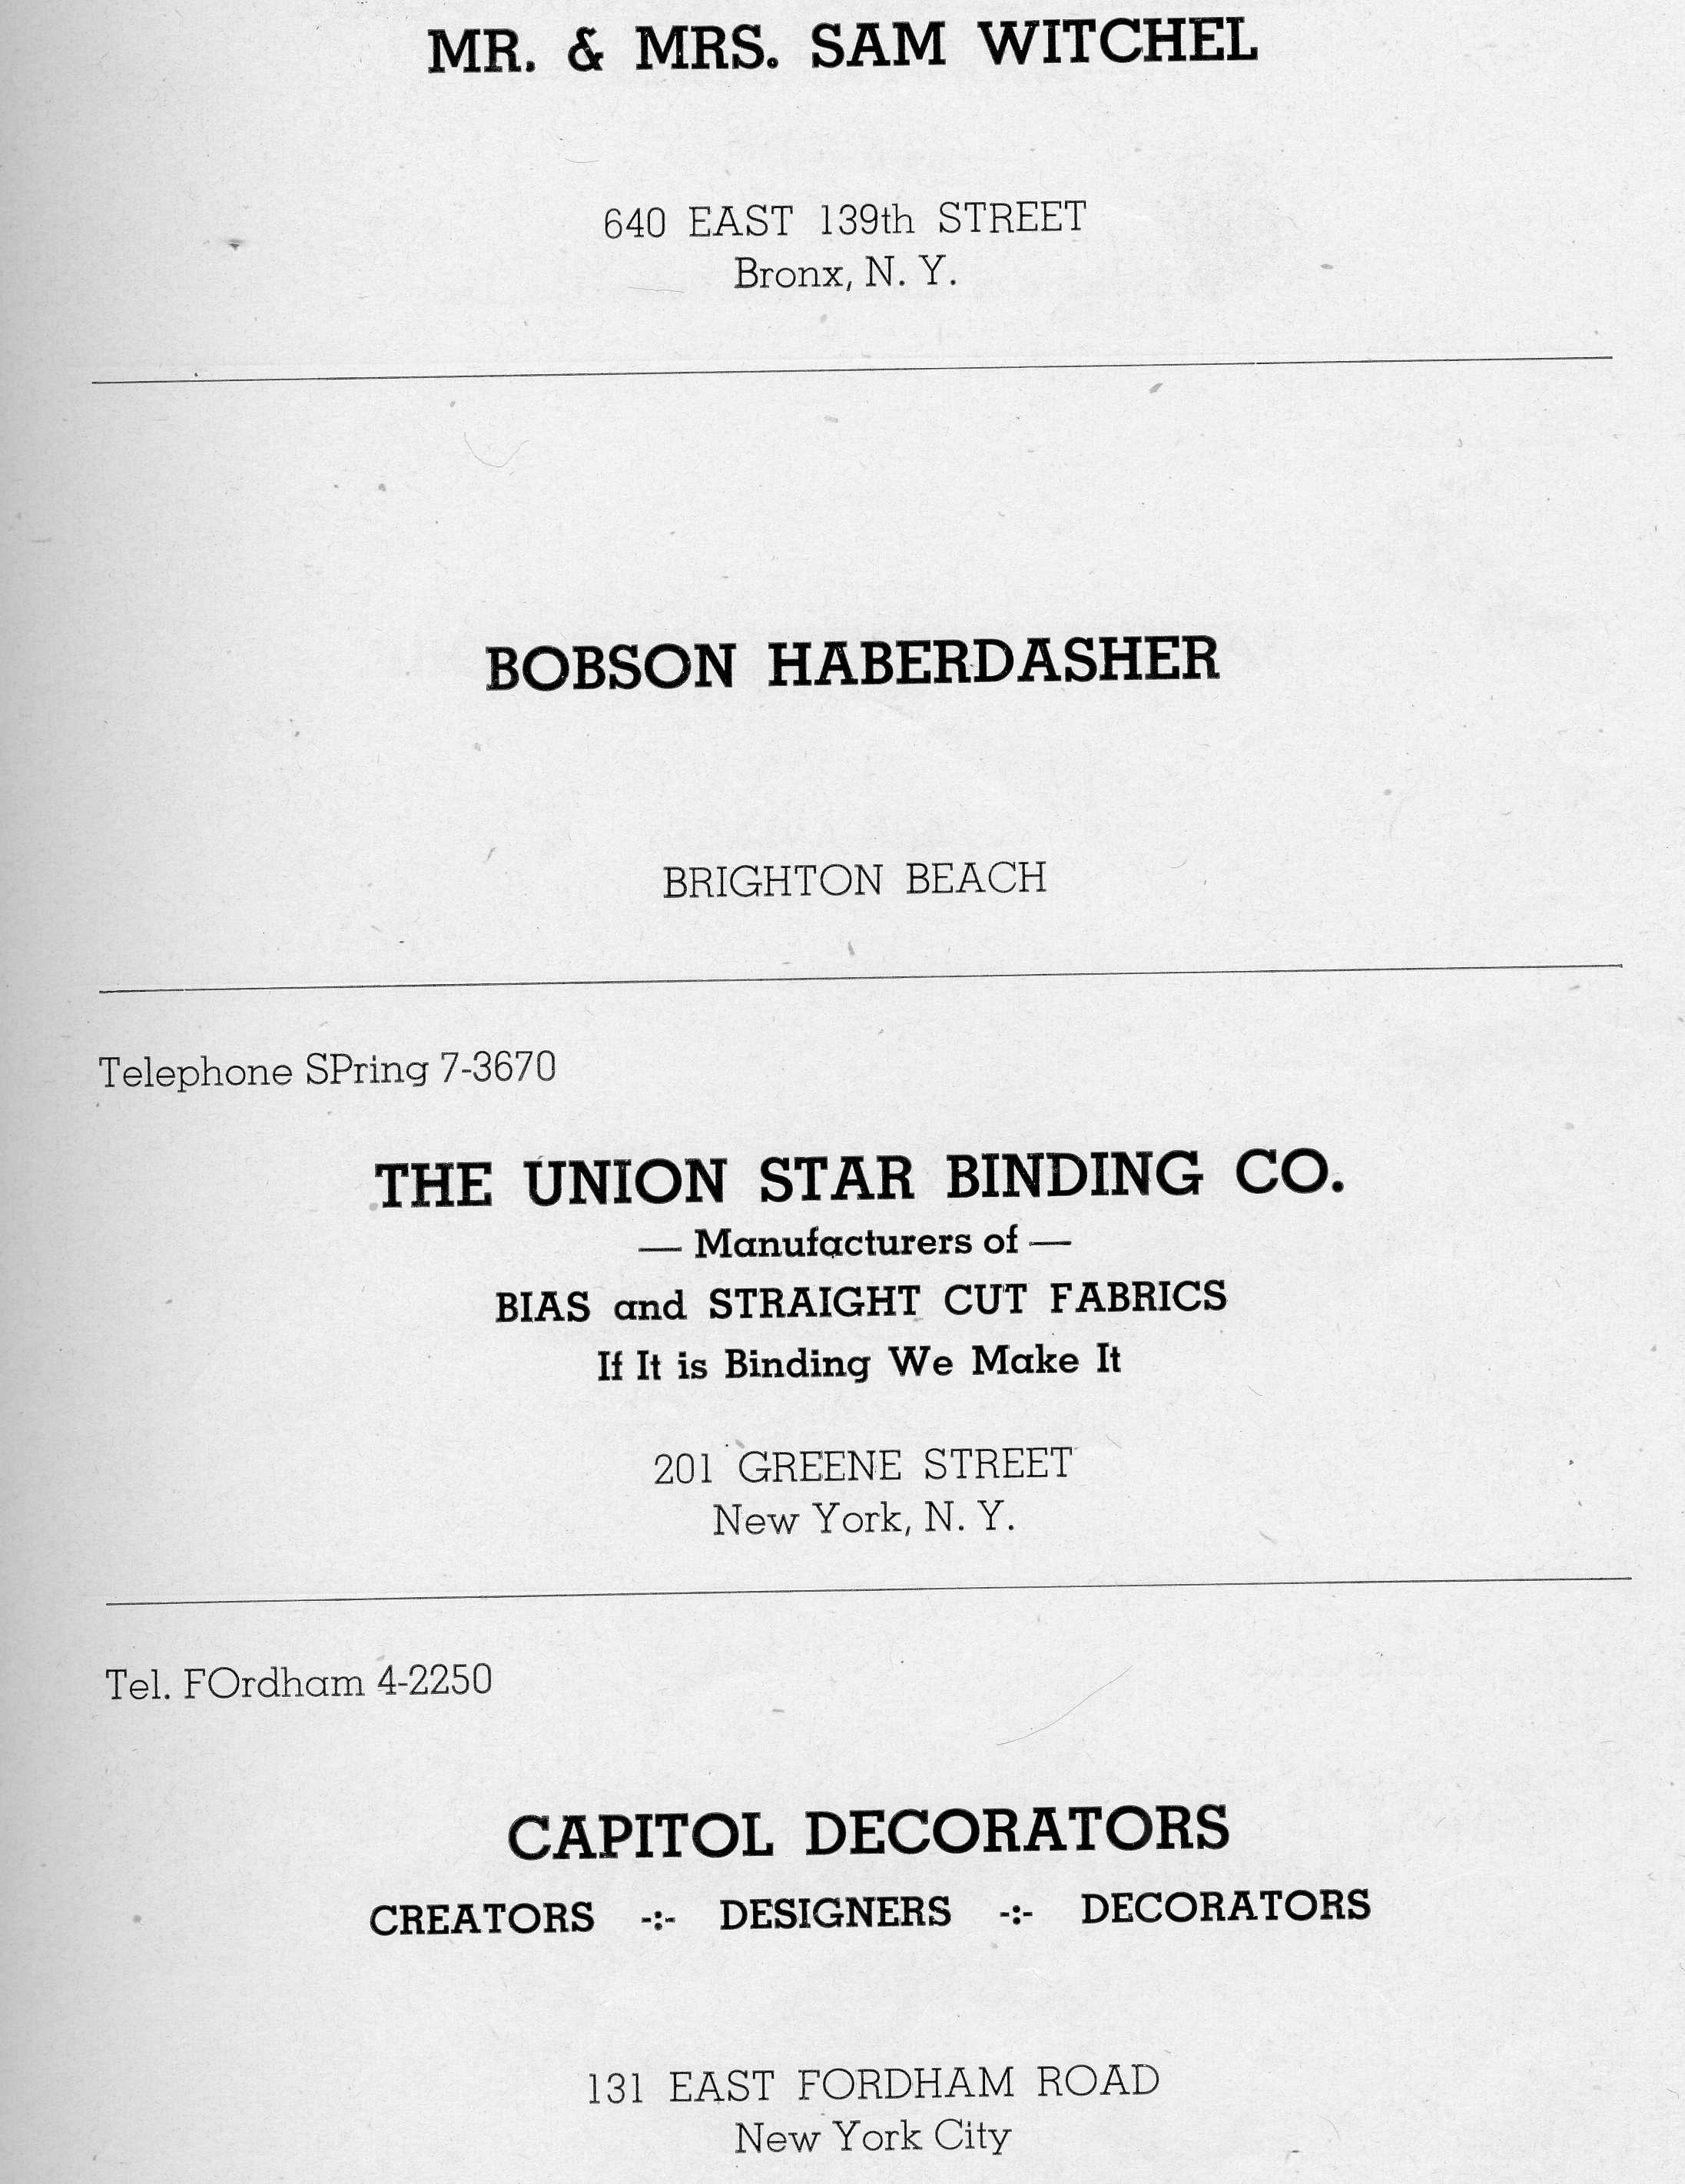 MR. & MRS. SAM WITCHEL
640 EAST 139th STREET
Bronx, N. Y.
BOBSON HABERDASHER
BRIGHTON BEACH
Telephone SPring 7-3670
THE UNION STAR BINDING CO.
— Manufacturers of —
BIAS and STRAIGHT CUT FABRICS
If It is Binding We Make It
201 GREENE STREET
New York, N. Y.
Tel. FOrdham 4-2250
CAPITOL DECORATORS
CREATORS -:- DESIGNERS -:- DECORATORS
131 EAST FORDHAM ROAD
New York City